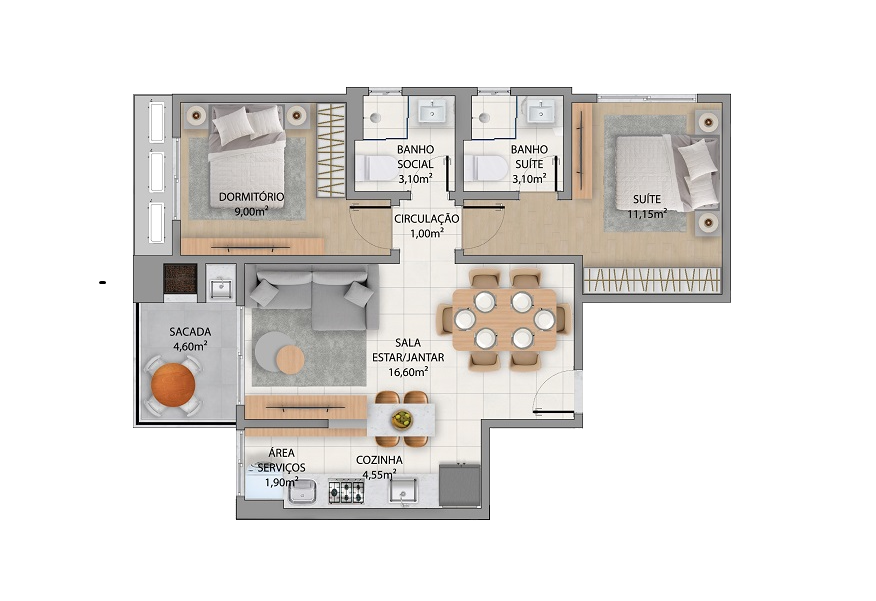 BANHO
SOCIAL
3,10m²
BANHO
SUÍTE
3,10m²
DORMITÓRIO
9,00m²
SUÍTE
11,15m²
CIRCULAÇÃO
1,00m²
SACADA
4,60m²
SALA
ESTAR/JANTAR
16,60m²
ÁREA
SERVIÇOS
1,90m²
COZINHA
4,55m²